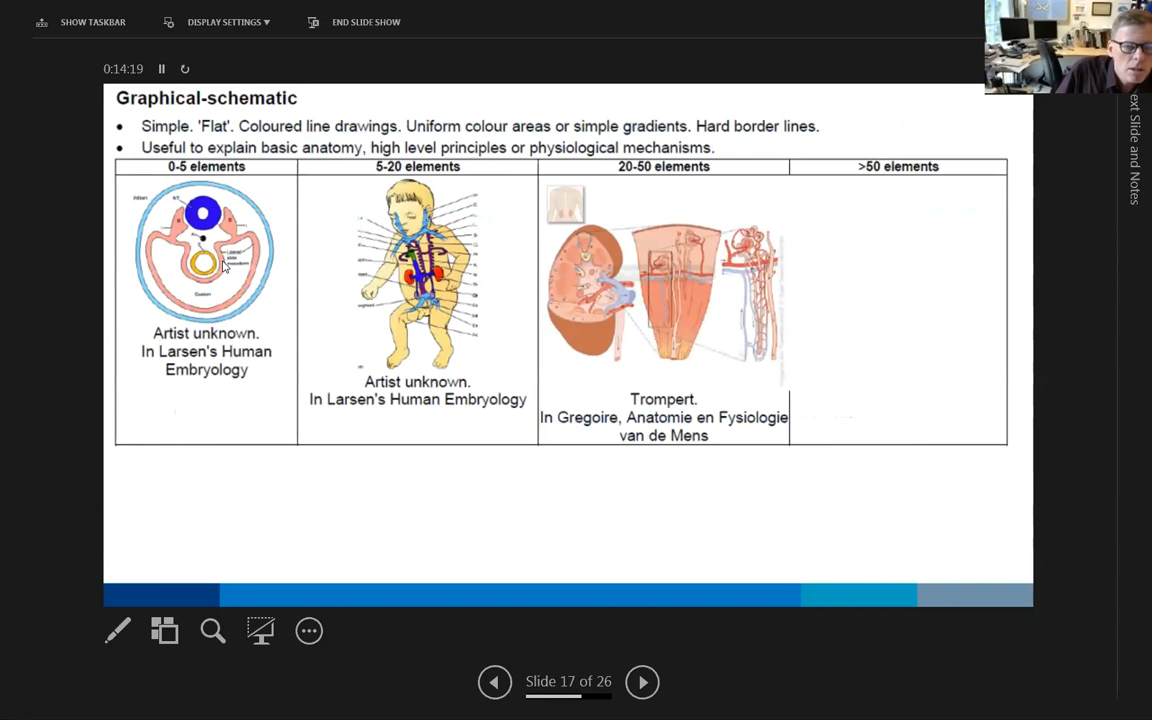 SHOW TASKBAR
DISPLAY SETTINGS ▾
END SLIDE SHOW
0:14:19
Graphical-schematic
• Simple. 'Flat'. Coloured line drawings. Uniform colour areas or simple gradients. Hard border lines.
• Useful to explain basic anatomy, high level principles or physiological mechanisms.
0-5 elements
5-20 elements
20-50 elements
>50 elements
Artist unknown.
In Larsen's Human
Embryology
Artist unknown.
In Larsen's Human Embryology
Trompert.
In Gregoire, Anatomie en Fysiologie
van de Mens
Slide 17 of 26
ext Slide and Notes